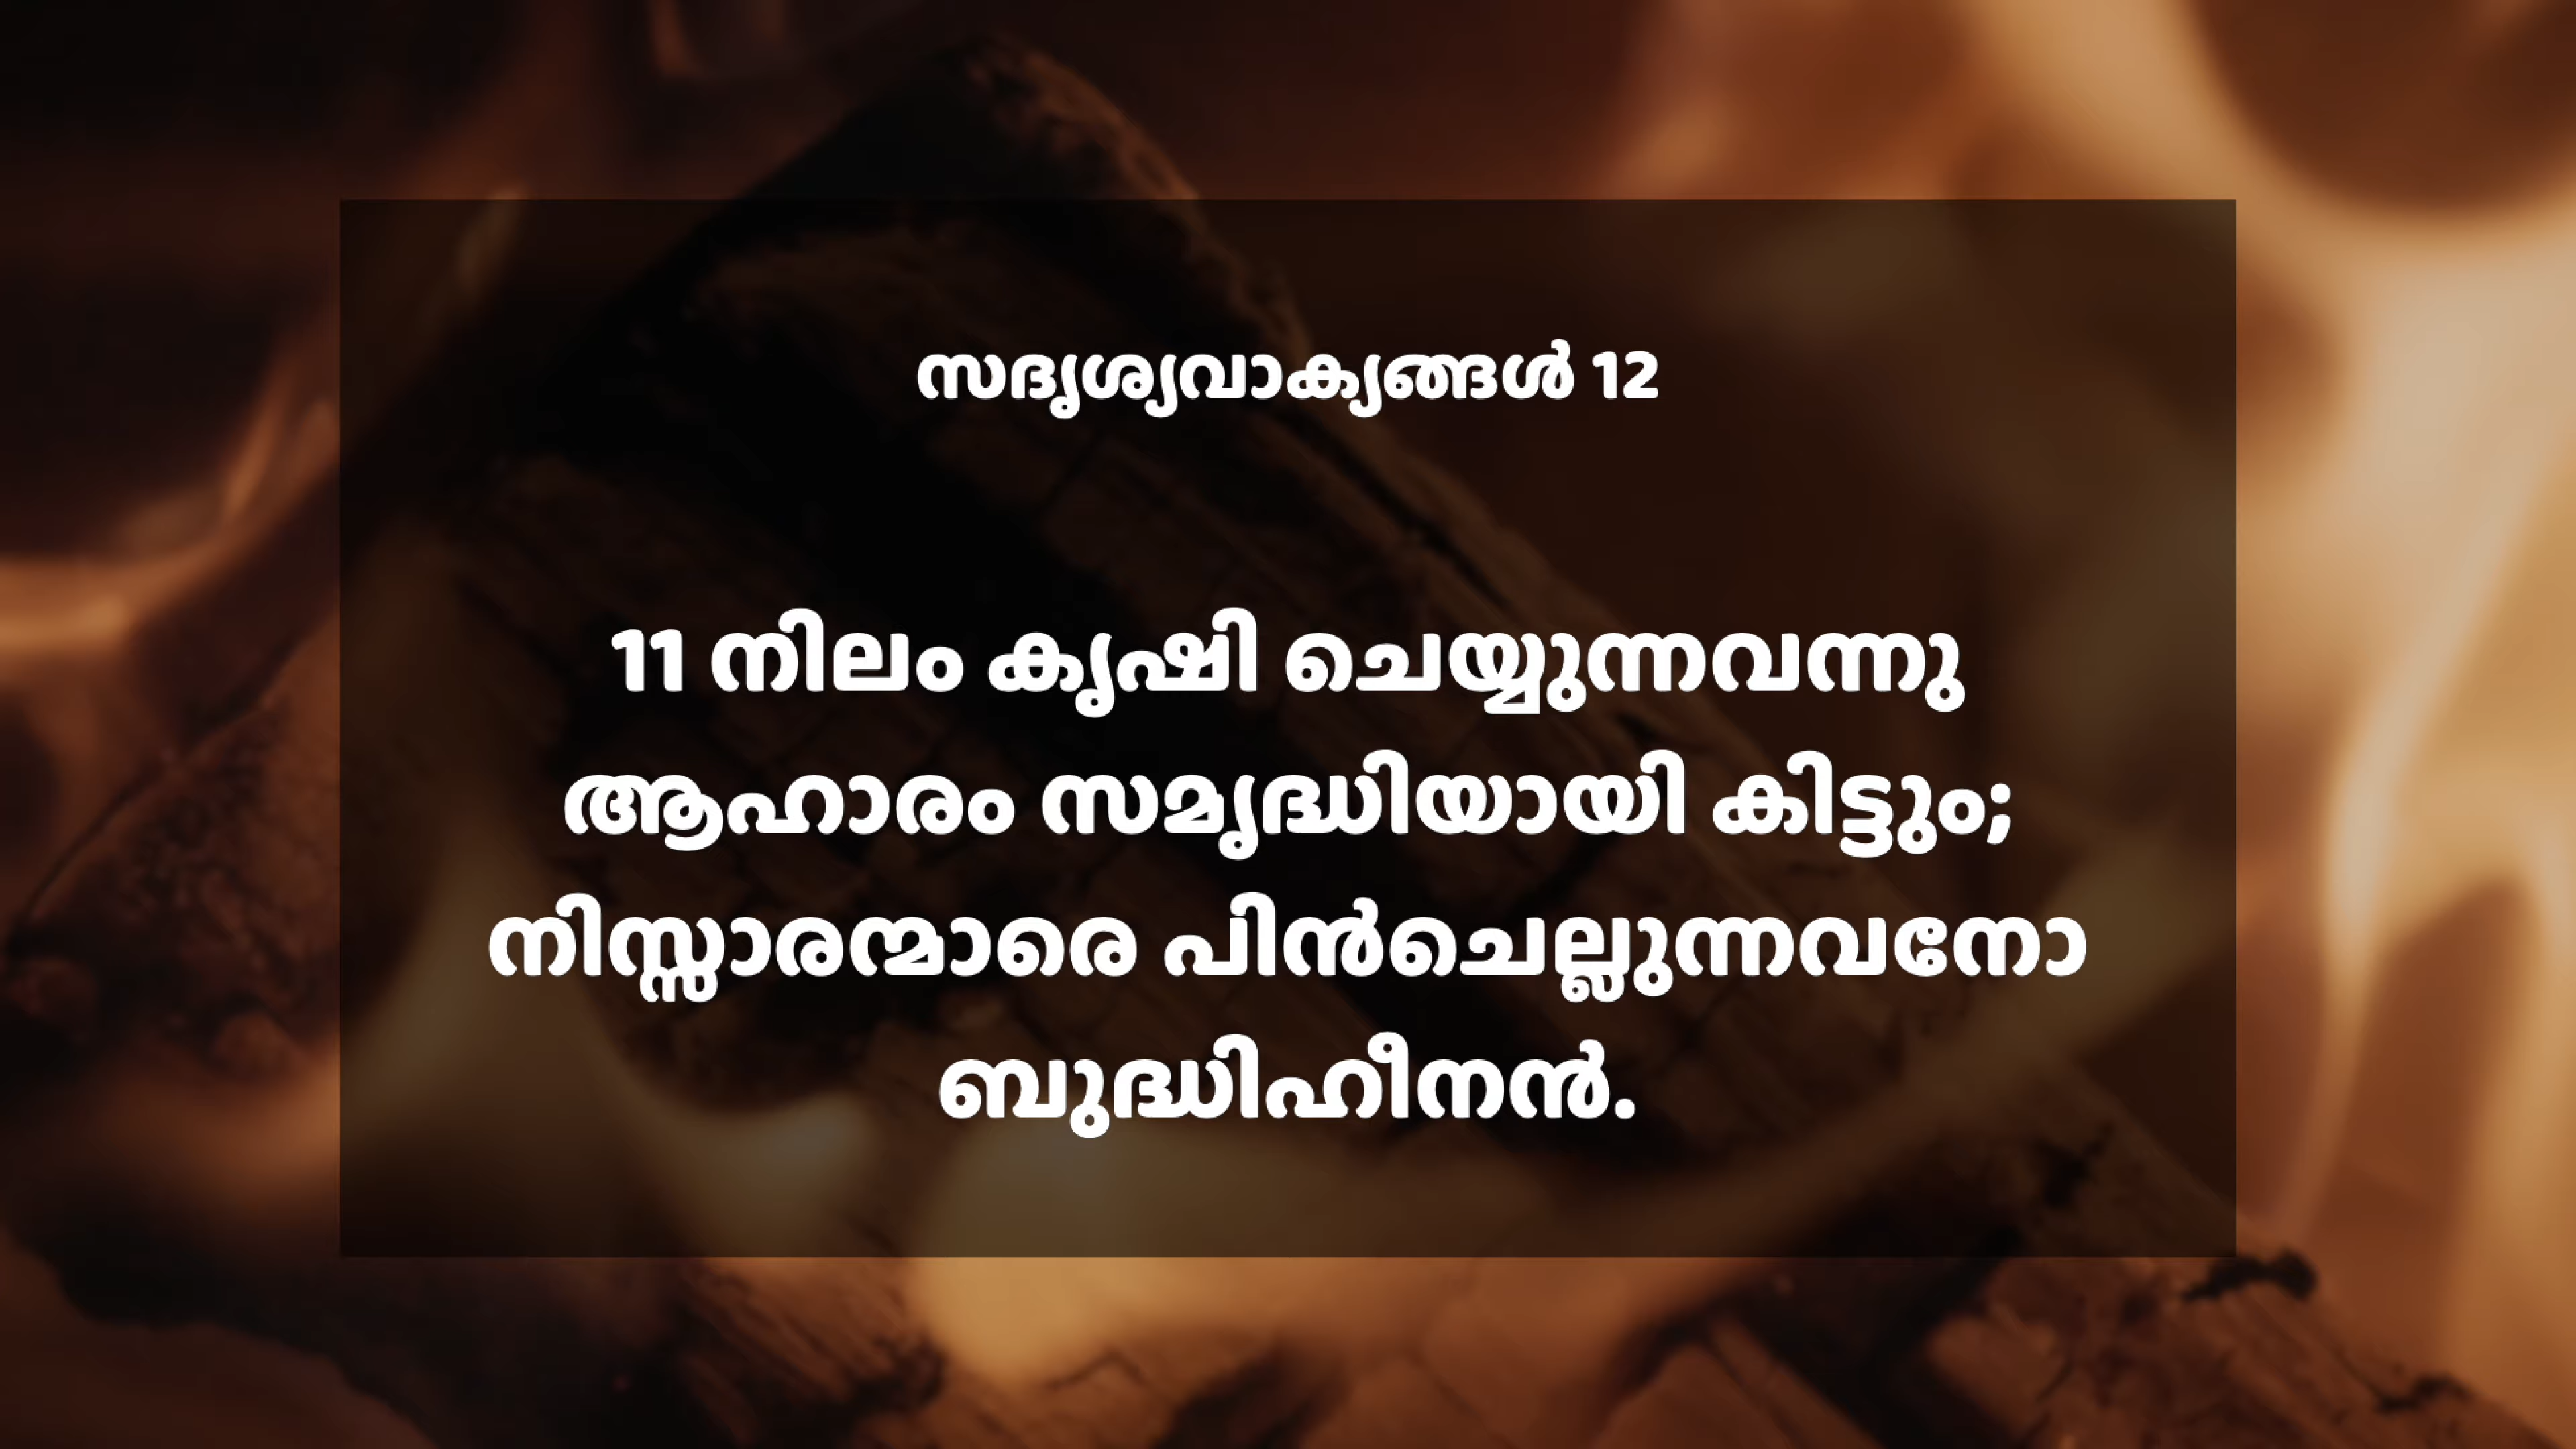 സദൃശ്യവാക്യങ്ങൾ 12
11 നിലം കൃഷി ചെയ്യുന്നവന്നു
ആഹാരം സമൃദ്ധിയായി കിട്ടും;
നിസ്സാരന്മാരെ പിൻചെല്ലുന്നവനോ
ബുദ്ധിഹീനൻ.